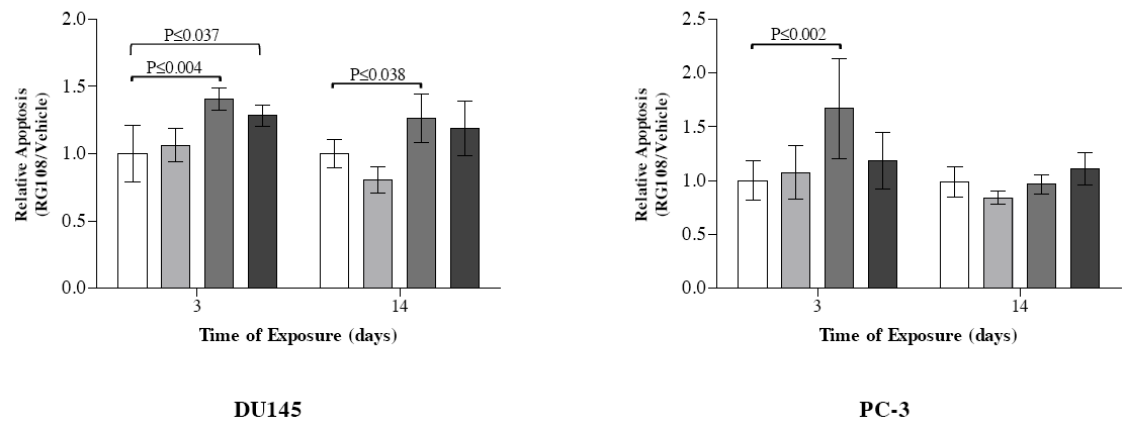 2.0
1.5
1.0
0.5
0.0
Relative Apoptosis
(RG108/Vehicle)
P≤0.037
P≤0.004
P≤0.038
3
14
Time of Exposure (days)
DU145
2.5
2.0
1.5
1.0
0.5
0.0
Relative Apoptosis
(RG108/Vehicle)
P≤0.002
3
14
Time of Exposure (days)
PC-3